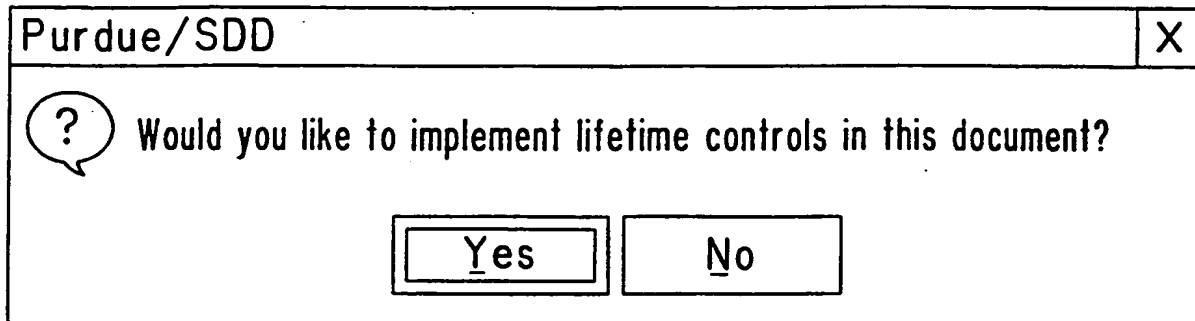 Purdue/SDD X
? Would you like to implement lifetime controls in this document?
Yes No